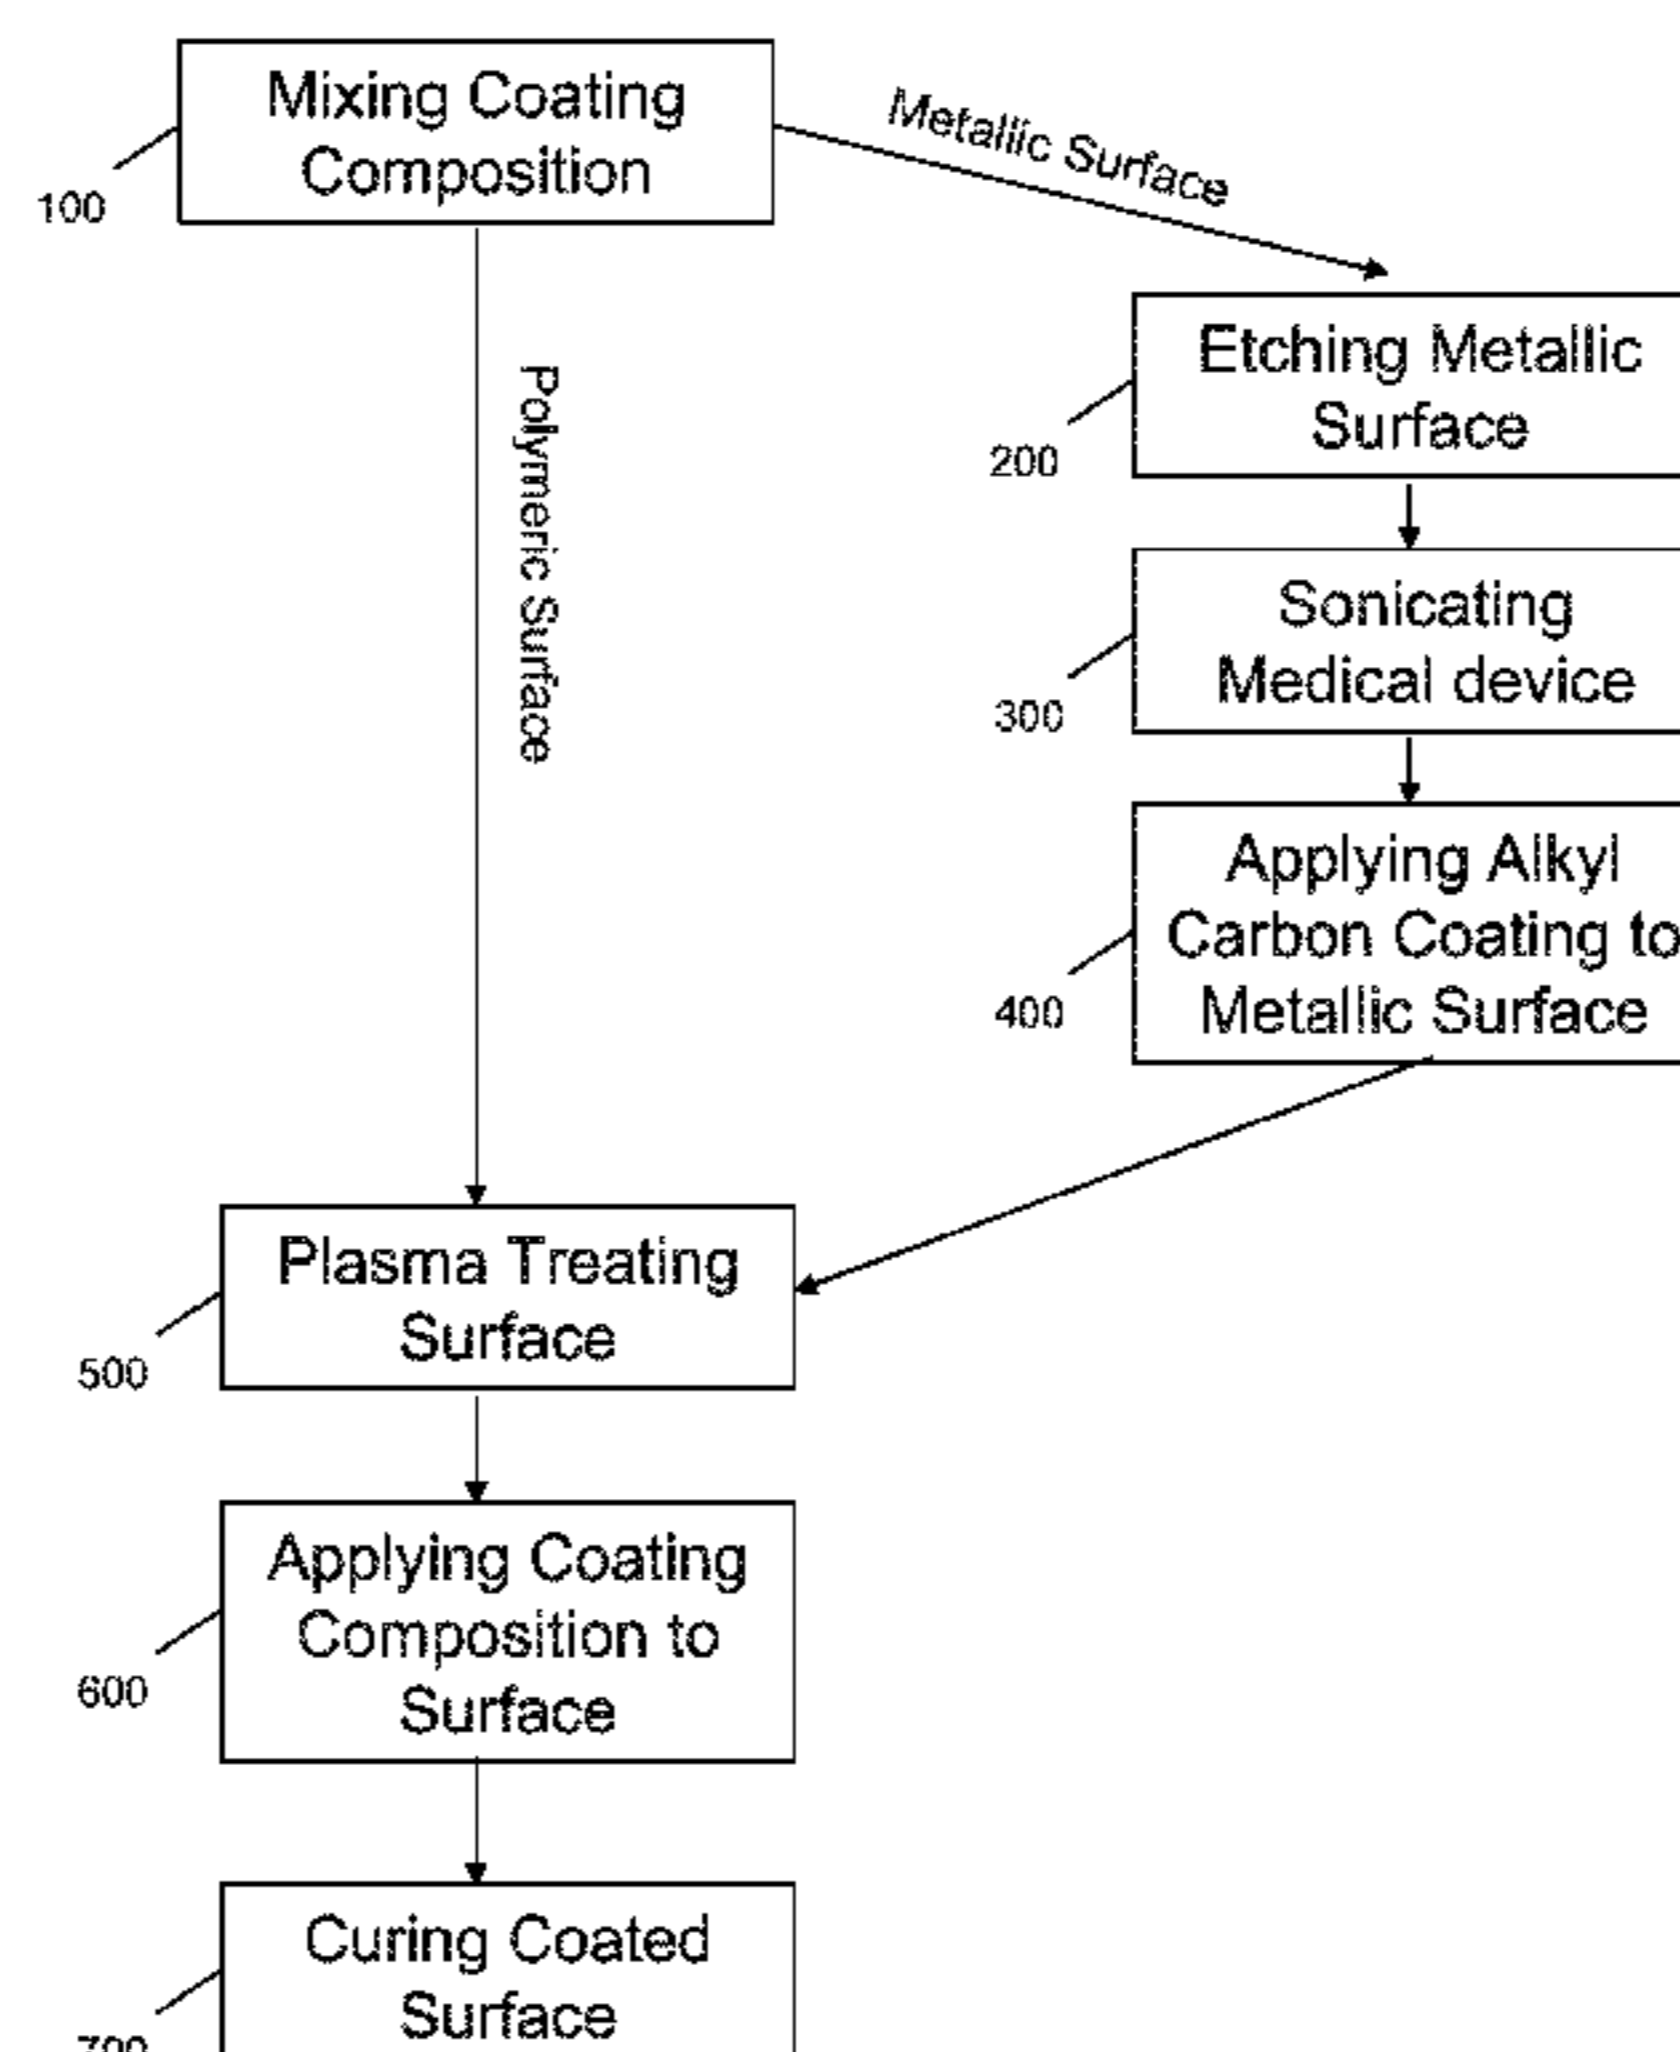 Mixing Coating
Composition
100
Metallic Surface
Etching Metallic
Surface
200
Polymeric Surface
Sonicating
Medical device
300
Applying Alkyl
Carbon Coating to
Metallic Surface
400
Plasma Treating
Surface
500
Applying Coating
Composition to
Surface
600
Curing Coated
Surface
700